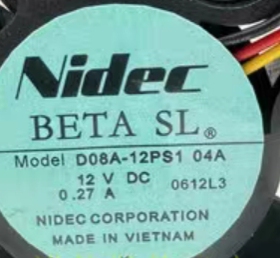 Nidec
BETA SL®
Model D08A-12PS1 04A
12 V DC
0.27 A 0612L3
NIDEC CORPORATION
MADE IN VIETNAM